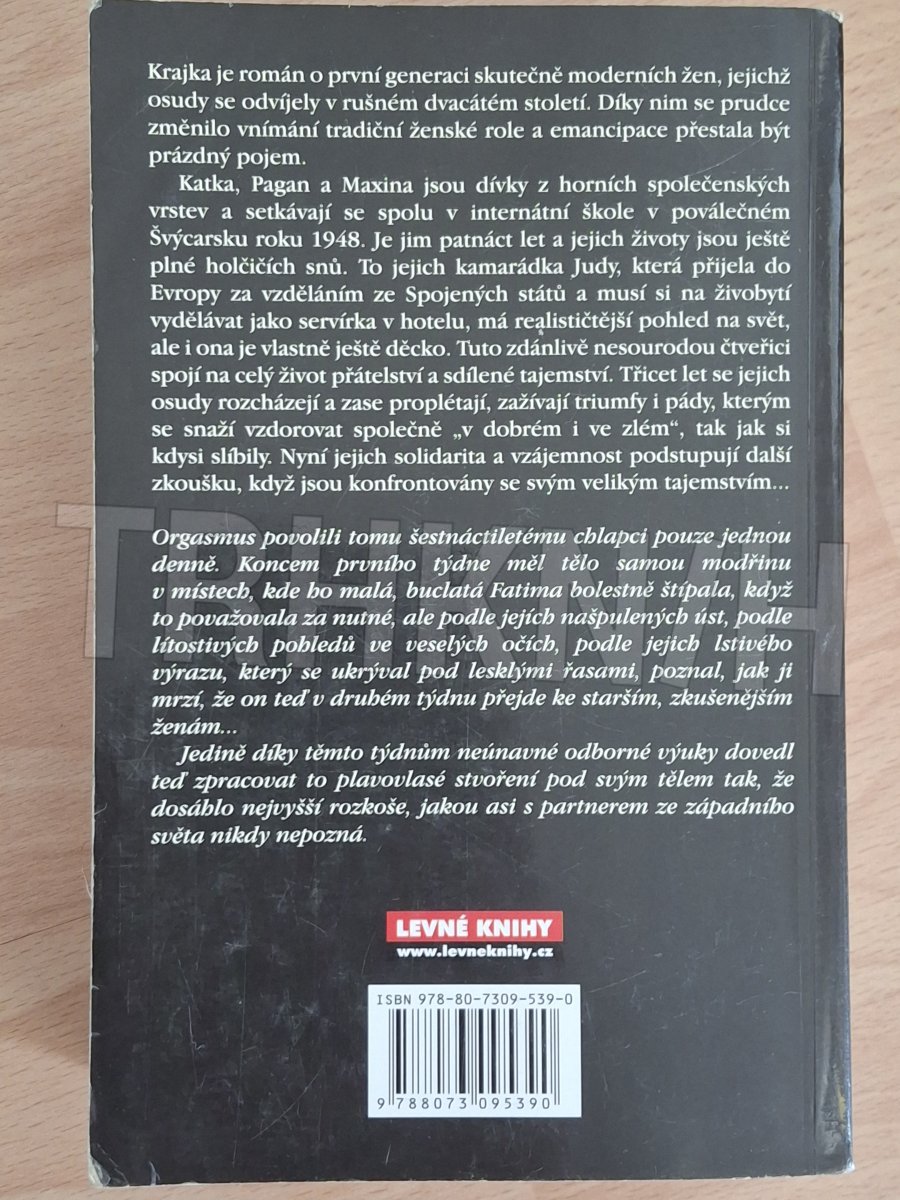 Krajka je román o první generaci skutečně moderních žen, jejichž
osudy se odvíjely v rušném dvacátém století. Díky nim se prudce
změnilo vnímání tradiční ženské role a emancipace přestala být
prázdný pojem.
Katka, Pagan a Maxina jsou dívky z horních společenských
vrstev a setkávají se spolu v internátní škole v poválečném
Švýcarsku roku 1948. Je jim patnáct let a jejich životy jsou ještě
plné holčičích snů. To jejich kamarádka Judy, která přijela do
Evropy za vzděláním ze Spojených států a musí si na živobytí
vydělávat jako servírka v hotelu, má realističtější pohled na svět,
ale i ona je vlastně ještě děcko. Tuto zdánlivě nesourodou čtveřici
spojí na celý život přátelství a sdílené tajemství. Třicet let se jejich
osudy rozcházejí a zase proplétají, zažívají triumfy i pády, kterým
se snaží vzdorovat společně „v dobrém i ve zlém“, tak jak si
kdysi slíbily. Nyní jejich solidarita a vzájemnost podstupují další
zkoušku, když jsou konfrontovány se svým velikým tajemstvím...
Orgasmus povolili tomu šestnáctiletému chlapci pouze jednou
denně. Koncem prvního týdne měl tělo samou modřinu
v místech, kde ho malá, buclatá Fatima bolestně štípala, když
to považovala za nutné, ale podle jejích našpulených úst, podle
lítostivých pohledů ve veselých očích, podle jejich lstivého
výrazu, který se ukrýval pod lesklými řasami, poznal, jak ji
mrzí, že on teď v druhém týdnu přejde ke starším, zkušenějším
ženám...
Jedině díky těmto týdnům neúnavné odborné výuky dovedl
teď zpracovat to plavovlasé stvoření pod svým tělem tak, že
dosáhlo nejvyšší rozkoše, jakou asi s partnerem ze západního
světa nikdy nepozná.
TRHKNIH
LEVNÉ KNIHY
www.levneknihy.cz
ISBN 978-80-7309-539-0
9 788073 095390